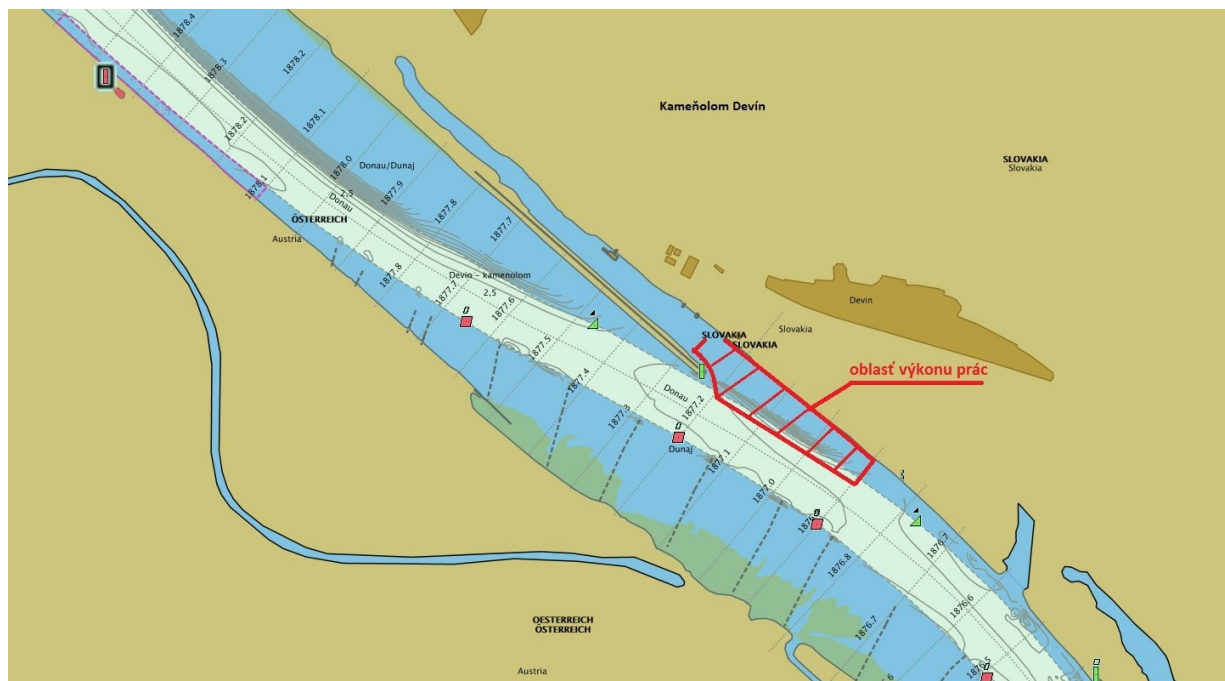 1878.4
1878.3
1878.2
1878.2
1878.1
1878.1
1878.0
Donau/Dunaj
1877.9
2,5
Donau
1877.8
1877.7
ÖSTERREICH
Austria
1877.8
1877.7
Devin - kamenolom
2,5
1877.6
1877.5
1877.4
1877.3
Kameňolom Devín
SLOVAKIA
Slovakia
Devin
Slovakia
SLOVAKIA
SLOVAKIA
oblasť výkonu prác
Donau
1877.2
Dunaj
1877.1
1877.0
1876.8
1876.7
1876.7
1876.6
1876.5
OESTERREICH
ÖSTERREICH
Austria